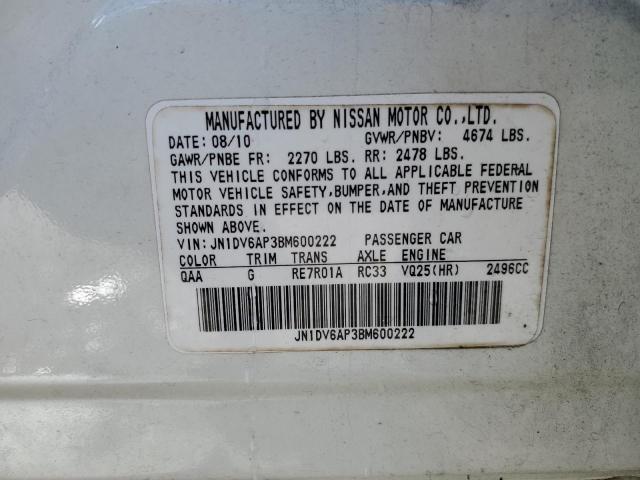 MANUFACTURED BY NISSAN MOTOR CO.,LTD.
DATE: 08/10 GVWR/PNBV: 4674 LBS.
GAWR/PNBE FR: 2270 LBS. RR: 2478 LBS.
THIS VEHICLE CONFORMS TO ALL APPLICABLE FEDERAL
MOTOR VEHICLE SAFETY,BUMPER,AND THEFT PREVENTION
STANDARDS IN EFFECT ON THE DATE OF MANUFACTURE
SHOWN ABOVE.
VIN: JN1DV6AP3BM600222 PASSENGER CAR
COLOR TRIM TRANS AXLE ENGINE
QAA G RE7R01A RC33 VQ25(HR) 2496CC
JN1DV6AP3BM600222